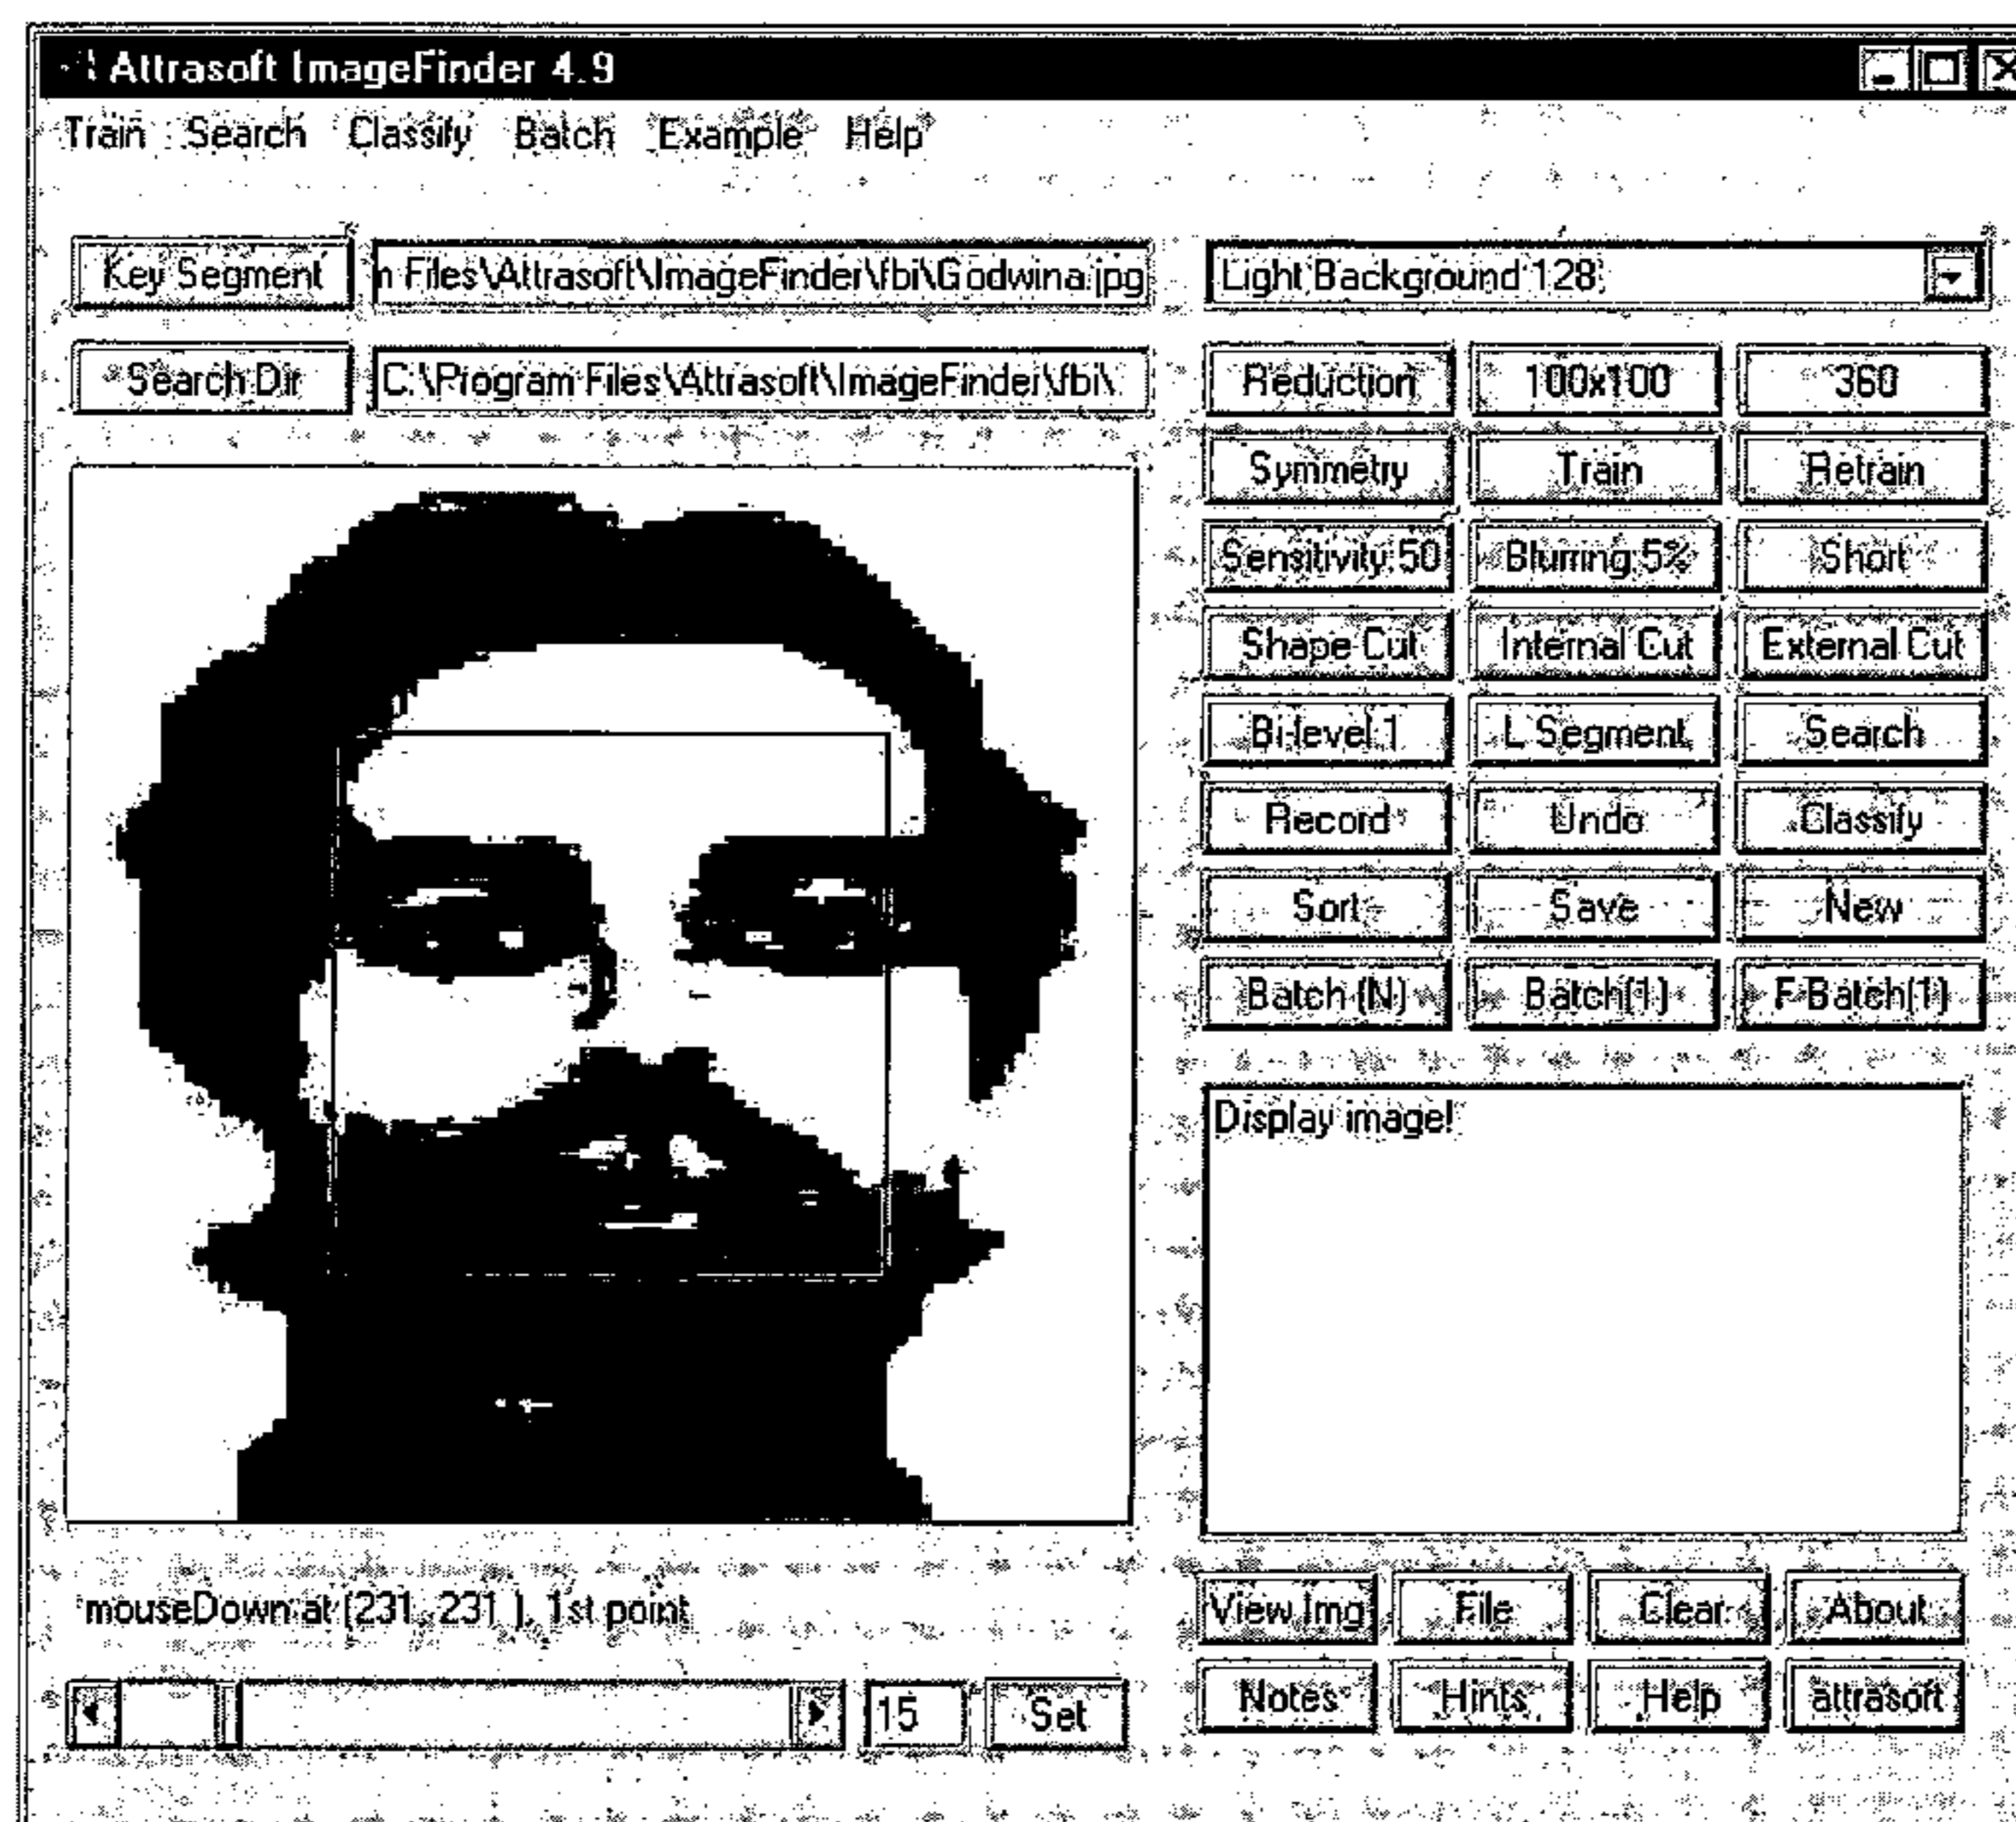 Attrasoft ImageFinder 4.9
Train Search Classify Batch Example Help
Key Segment n Files\Attrasoft\ImageFinder\fbi\Godwina.jpg Light Background 128
Search Dir C:\Program Files\Attrasoft\ImageFinder\fbi\
Reduction 100x100 360
Symmetry Train Retrain
Sensitivity:50 Blurring:5% Short
Shape Cut Internal Cut External Cut
Bi-level:1 L Segment Search
Record Undo Classify
Sort Save New
Batch (N) Batch(1) F Batch(1)
Display image!
mouseDown at (231, 231 ), 1st point
View Img File Clear About
15 Set
Notes Hints Help attrasoft